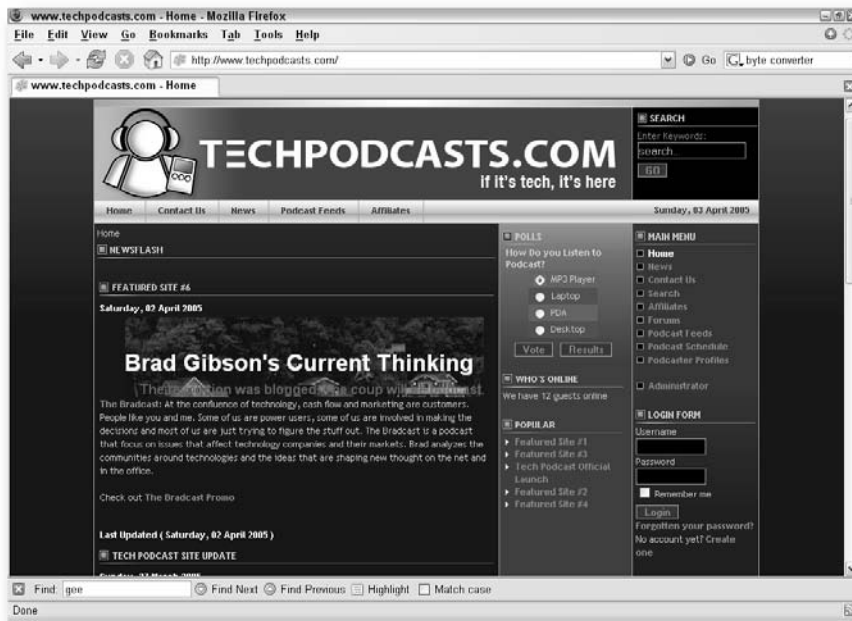 www.techpodcasts.com - Home - Mozilla Firefox
File Edit View Go Bookmarks Tab Tools Help
http://www.techpodcasts.com/
Go
G byte converter
www.techpodcasts.com - Home
TECHPODCASTS.COM
if it's tech, it's here
SEARCH
Enter Keywords:
search...
GO
Home Contact Us News Podcast Feeds Affiliates
Sunday, 03 April 2005
Home
NEWSFLASH
FEATURED SITE #6
Saturday, 02 April 2005
Brad Gibson's Current Thinking
was blogged coup will
The Bradcast: At the confluence of technology, cash flow and marketing are customers.
People like you and me. Some of us are power users, some of us are involved in making the
decisions and most of us are just trying to figure the stuff out. The Bradcast is a podcast
that focus on issues that affect technology companies and their markets. Brad analyzes the
communities around technologies and the ideas that are shaping new thought on the net and
in the office.
Check out The Bradcast Promo
Last Updated ( Saturday, 02 April 2005 )
TECH PODCAST SITE UPDATE
Sunday, 27 March 2005
POLLS
How Do you Listen to
Podcast?
MP3 Player
Laptop
PDA
Desktop
Vote Results
WHO'S ONLINE
We have 12 guests online
POPULAR
Featured Site #1
Featured Site #3
Tech Podcast Official
Launch
Featured Site #2
Featured Site #4
MAIN MENU
Home
News
Contact Us
Search
Affiliates
Forums
Podcast Feeds
Podcast Schedule
Podcaster Profiles
Administrator
LOGIN FORM
Username
Password
Remember me
Login
Forgotten your password?
No account yet? Create
one
Find: gee Find Next Find Previous Highlight Match case
Done